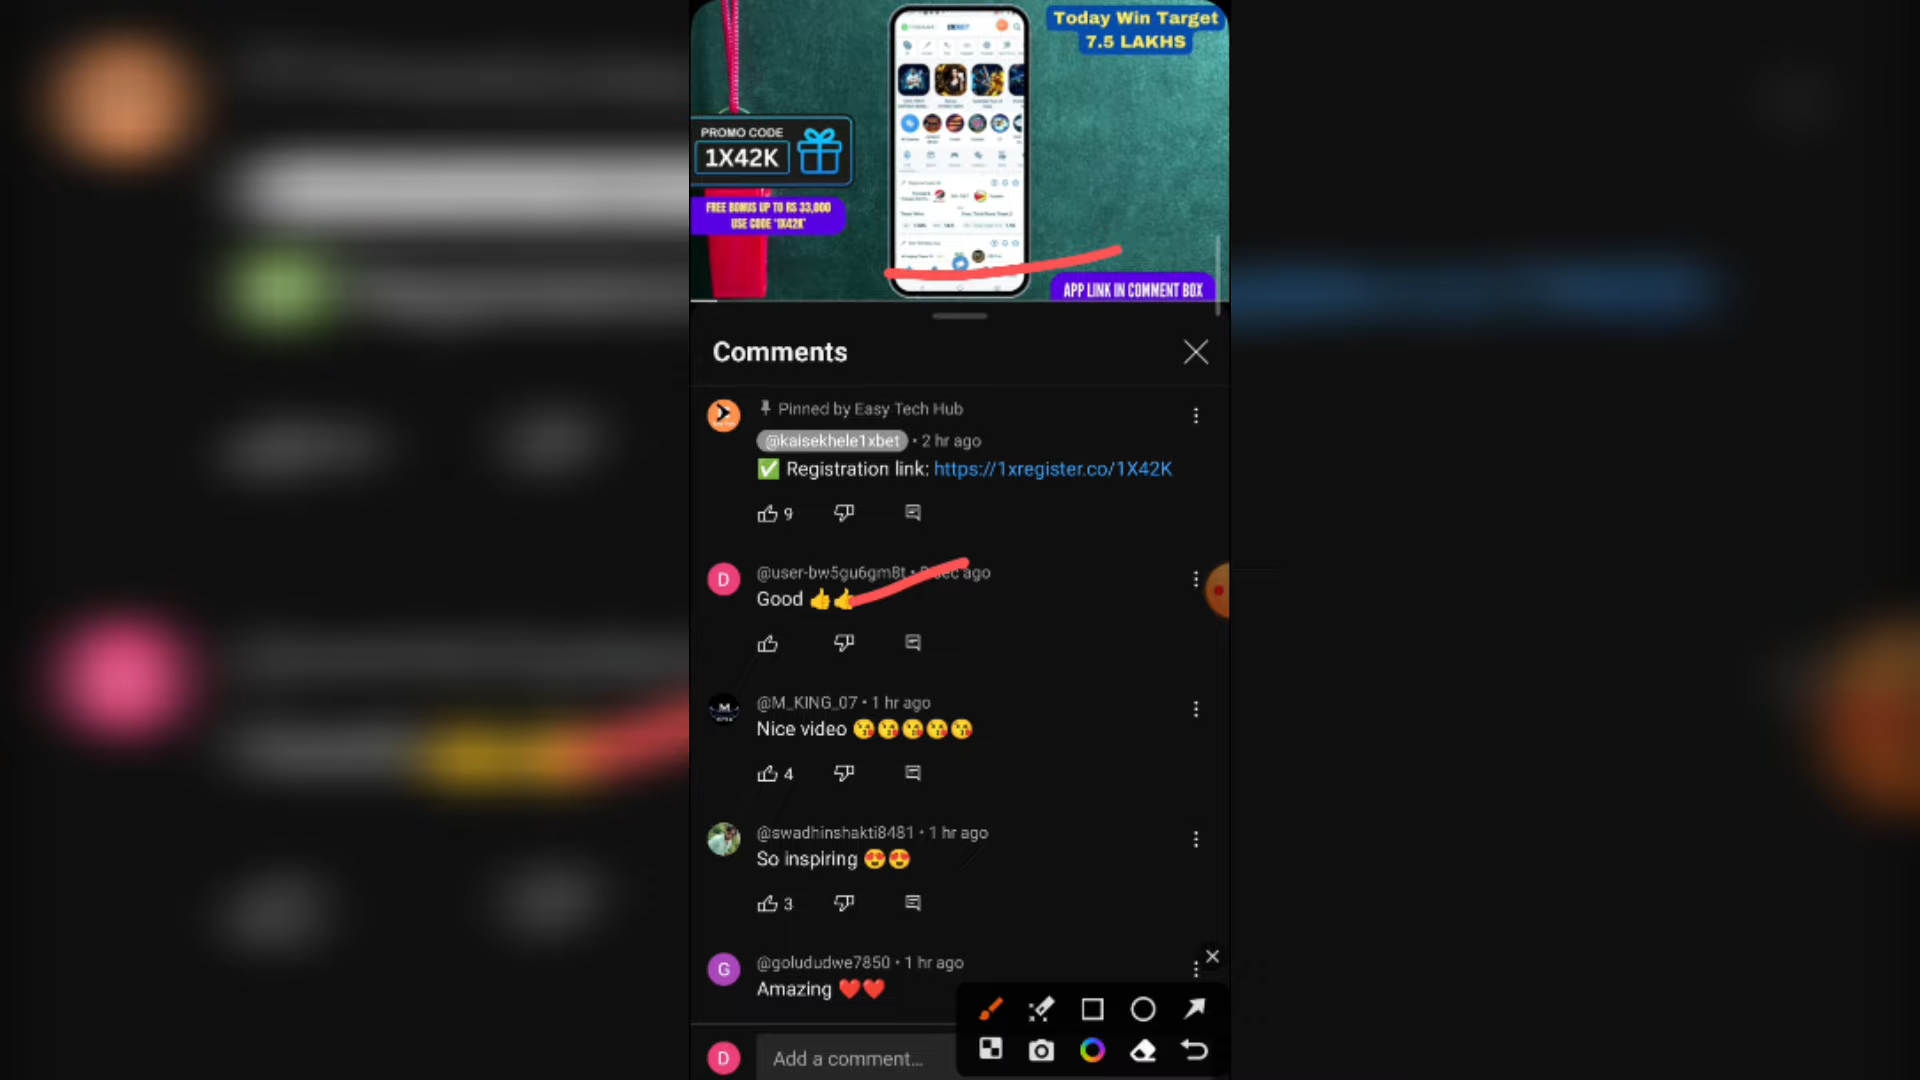 Today Win Target
7.5 LAKHS
PROMO CODE
1X42K
FREE BONUS UP TO RS 33,000
USE CODE "1X42K"
APP LINK IN COMMENT BOX
Comments
Pinned by Easy Tech Hub
@kaisekhele1xbet • 2 hr ago
✅ Registration link: https://1xregister.co/1X42K
9
@user-bw5gu6gm8t • sec ago
Good 👍👍
@M_KING_07 • 1 hr ago
Nice video 😘😘😘😘😘
4
@swadhinshakti8481 • 1 hr ago
So inspiring 😍😍
3
G
@golududwe7850 • 1 hr ago
Amazing ❤️❤️
D
Add a comment...